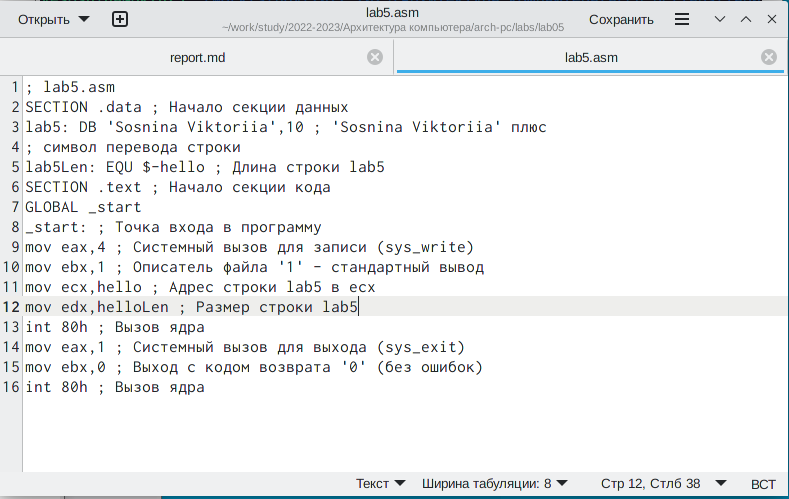 Открыть
lab5.asm
~/work/study/2022-2023/Архитектура компьютера/arch-pc/labs/lab05
Сохранить
report.md
lab5.asm
1 ; lab5.asm
2 SECTION .data ; Начало секции данных
3 lab5: DB 'Sosnina Viktoriia',10 ; 'Sosnina Viktoriia' плюс
4 ; символ перевода строки
5 lab5Len: EQU $-hello ; Длина строки lab5
6 SECTION .text ; Начало секции кода
7 GLOBAL _start
8 _start: ; Точка входа в программу
9 mov eax,4 ; Системный вызов для записи (sys_write)
10 mov ebx,1 ; Описатель файла '1' - стандартный вывод
11 mov ecx,hello ; Адрес строки lab5 в ecx
12 mov edx,helloLen ; Размер строки lab5
13 int 80h ; Вызов ядра
14 mov eax,1 ; Системный вызов для выхода (sys_exit)
15 mov ebx,0 ; Выход с кодом возврата '0' (без ошибок)
16 int 80h ; Вызов ядра
Текст
Ширина табуляции: 8
Стр 12, Стлб 38
ВСТ